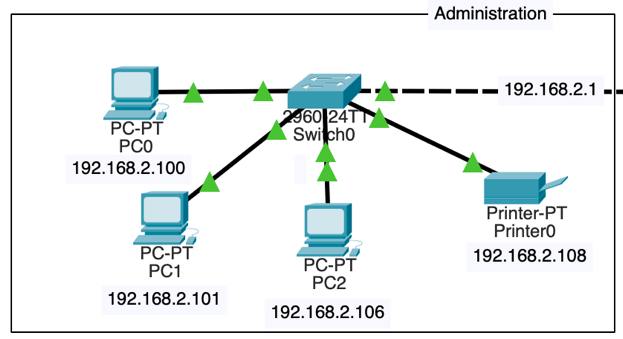 Administration
192.168.2.1
2960-24TT
Switch0
PC-PT
PC0
192.168.2.100
PC-PT
PC1
192.168.2.101
PC-PT
PC2
192.168.2.106
Printer-PT
Printer0
192.168.2.108